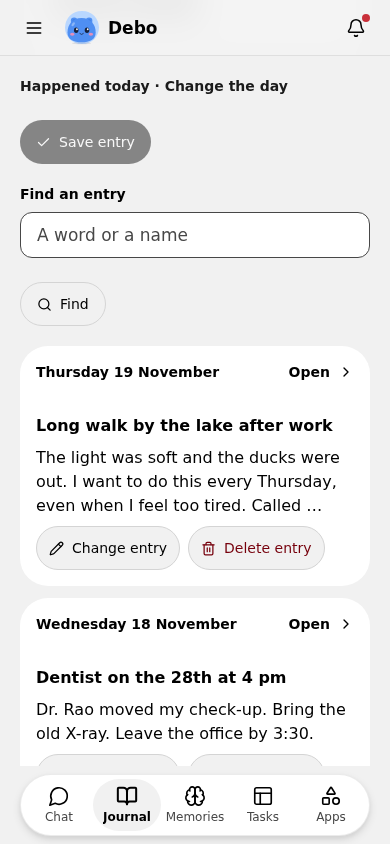 Debo
Happened today · Change the day
Save entry
Find an entry
A word or a name
Find
Thursday 19 November
Open
Long walk by the lake after work
The light was soft and the ducks were
out. I want to do this every Thursday,
even when I feel too tired. Called ...
Change entry
Delete entry
Wednesday 18 November
Open
Dentist on the 28th at 4 pm
Dr. Rao moved my check-up. Bring the
old X-ray. Leave the office by 3:30.
Chat
Journal
Memories
Tasks
Apps